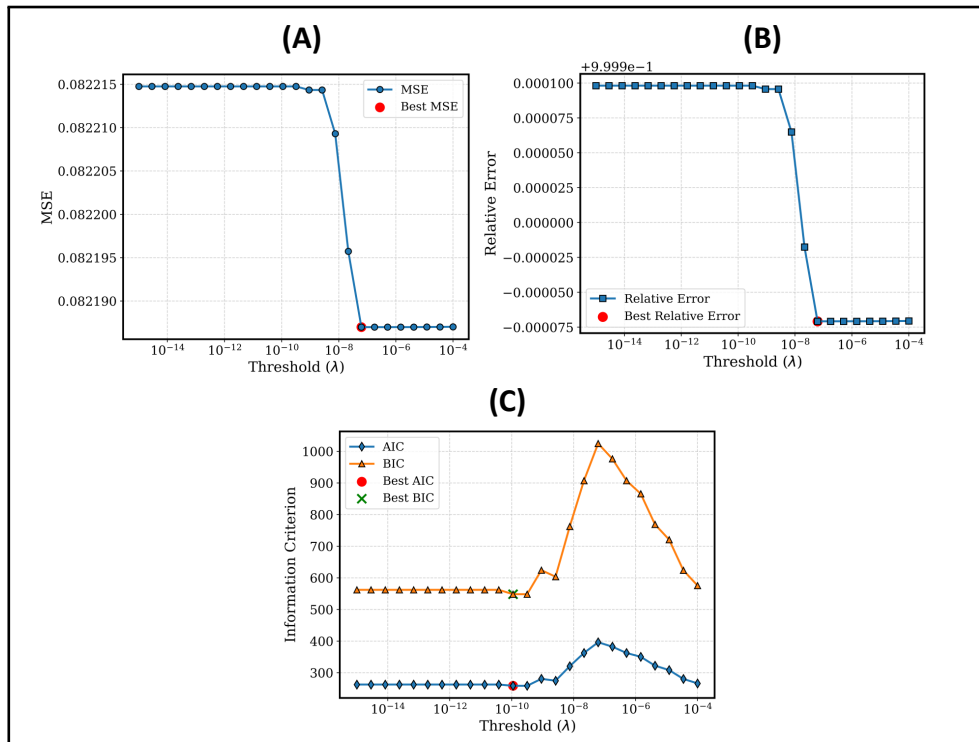 (A)
0.082215
0.082210
0.082205
0.082200
0.082195
0.082190
MSE
MSE
Best MSE
10⁻¹⁴ 10⁻¹² 10⁻¹⁰ 10⁻⁸ 10⁻⁶ 10⁻⁴
Threshold (λ)
(B)
+9.999e−1
0.000100
0.000075
0.000050
0.000025
0.000000
−0.000025
−0.000050
−0.000075
Relative Error
Relative Error
Best Relative Error
10⁻¹⁴ 10⁻¹² 10⁻¹⁰ 10⁻⁸ 10⁻⁶ 10⁻⁴
Threshold (λ)
(C)
1000
900
800
700
600
500
400
300
Information Criterion
AIC
BIC
Best AIC
Best BIC
10⁻¹⁴ 10⁻¹² 10⁻¹⁰ 10⁻⁸ 10⁻⁶ 10⁻⁴
Threshold (λ)